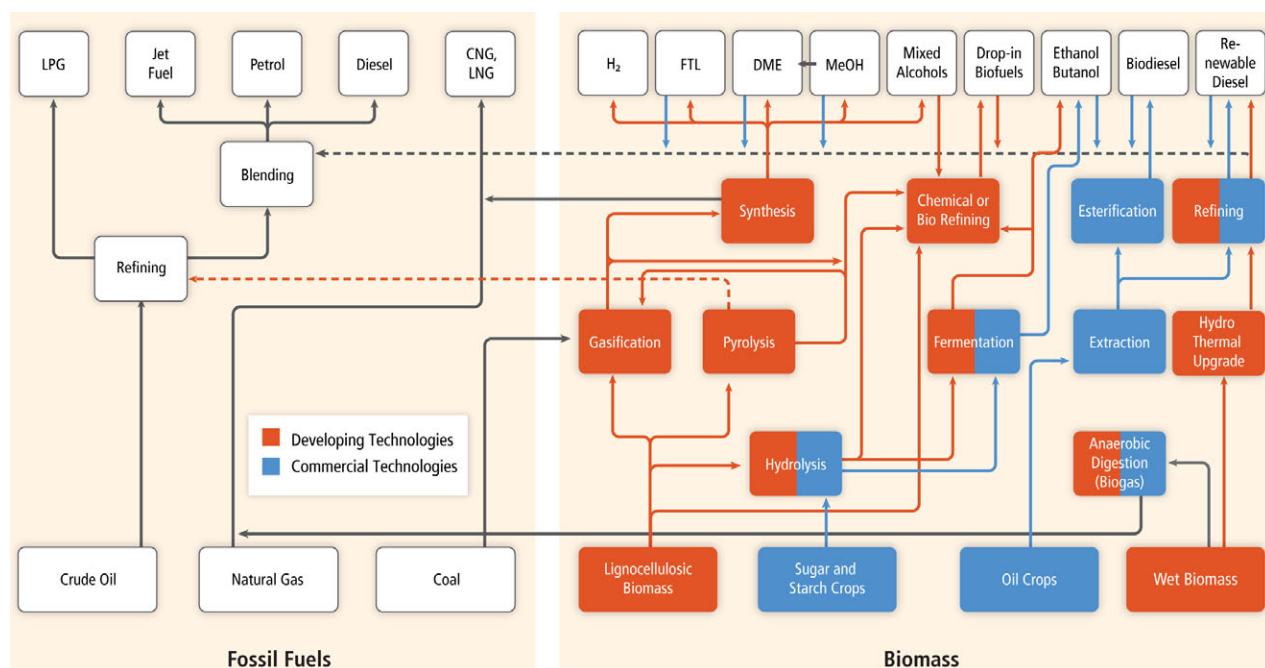 LPG
Jet
Fuel
Petrol
Diesel
CNG,
LNG
H₂
FTL
DME
MeOH
Mixed
Alcohols
Drop-in
Biofuels
Ethanol
Butanol
Biodiesel
Re-
newable
Diesel
Blending
Synthesis
Chemical or
Bio Refining
Esterification
Refining
Refining
Gasification
Pyrolysis
Fermentation
Extraction
Hydro
Thermal
Upgrade
Developing Technologies
Commercial Technologies
Hydrolysis
Anaerobic
Digestion
(Biogas)
Crude Oil
Natural Gas
Coal
Lignocellulosic
Biomass
Sugar and
Starch Crops
Oil Crops
Wet Biomass
Fossil Fuels
Biomass